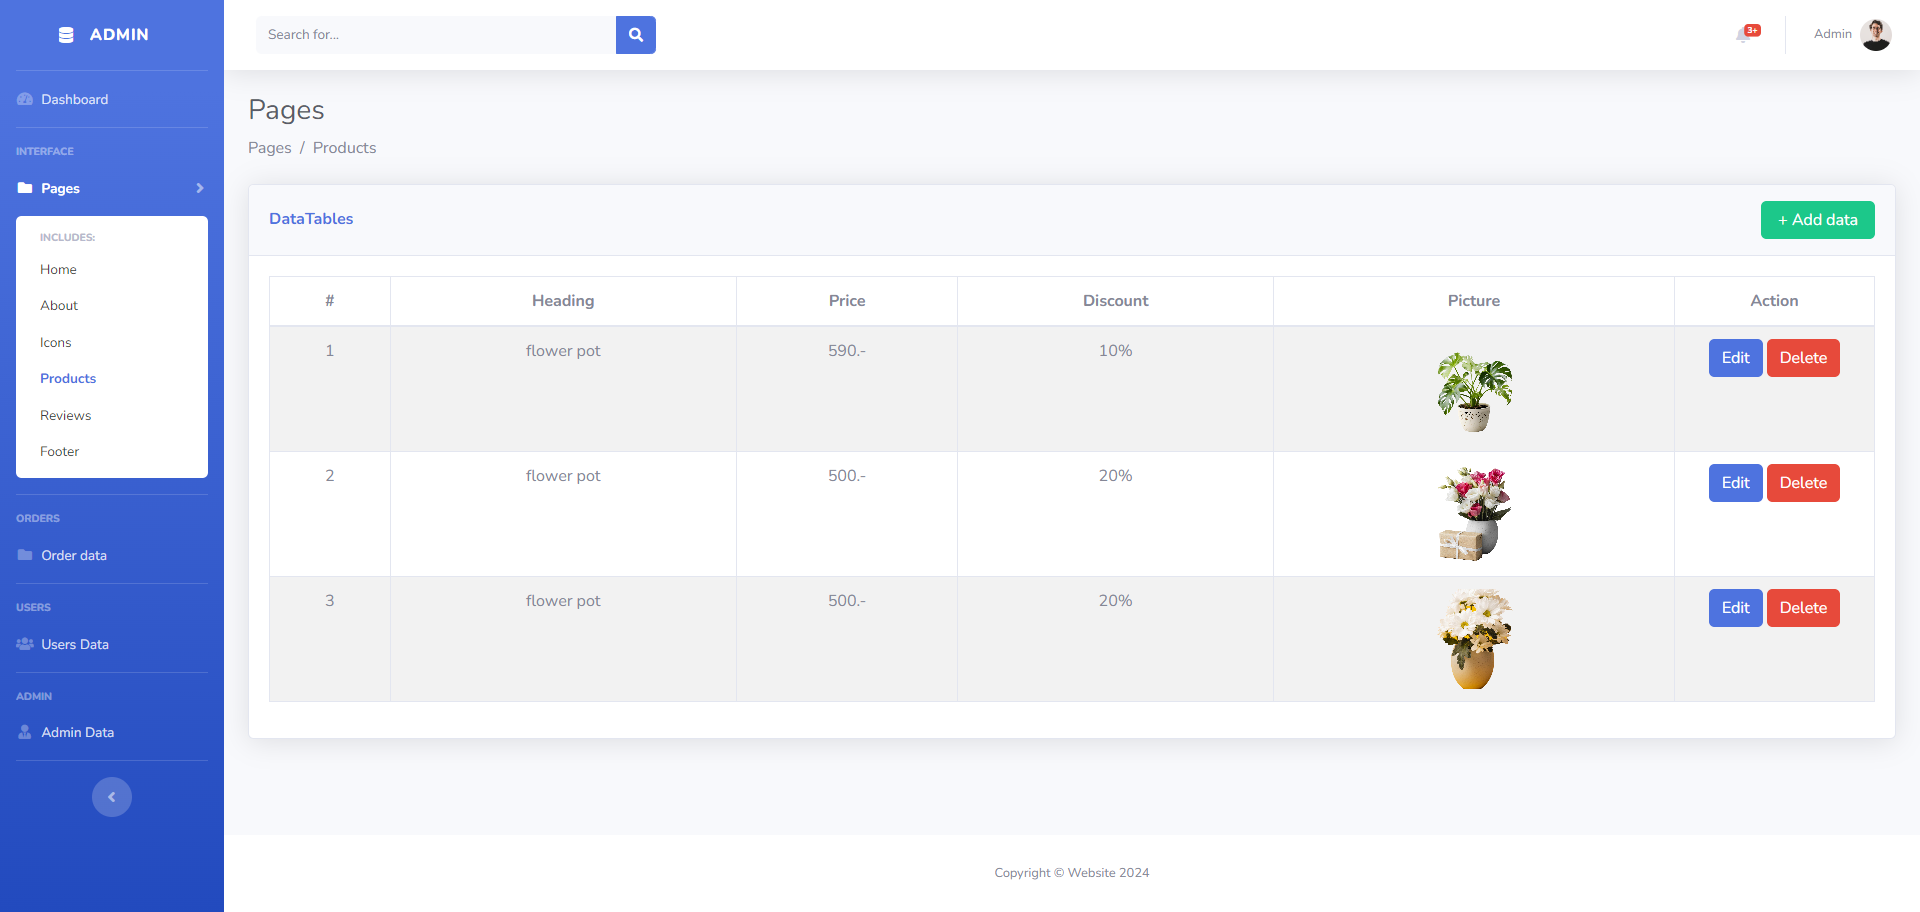 ADMIN
Search for...
3+
Admin
Dashboard
INTERFACE
Pages
INCLUDES:
Home
About
Icons
Products
Reviews
Footer
ORDERS
Order data
USERS
Users Data
ADMIN
Admin Data
Pages
Pages / Products
DataTables
+ Add data
# Heading Price Discount Picture Action
1 flower pot 590.- 10% Edit Delete
2 flower pot 500.- 20% Edit Delete
3 flower pot 500.- 20% Edit Delete
Copyright © Website 2024